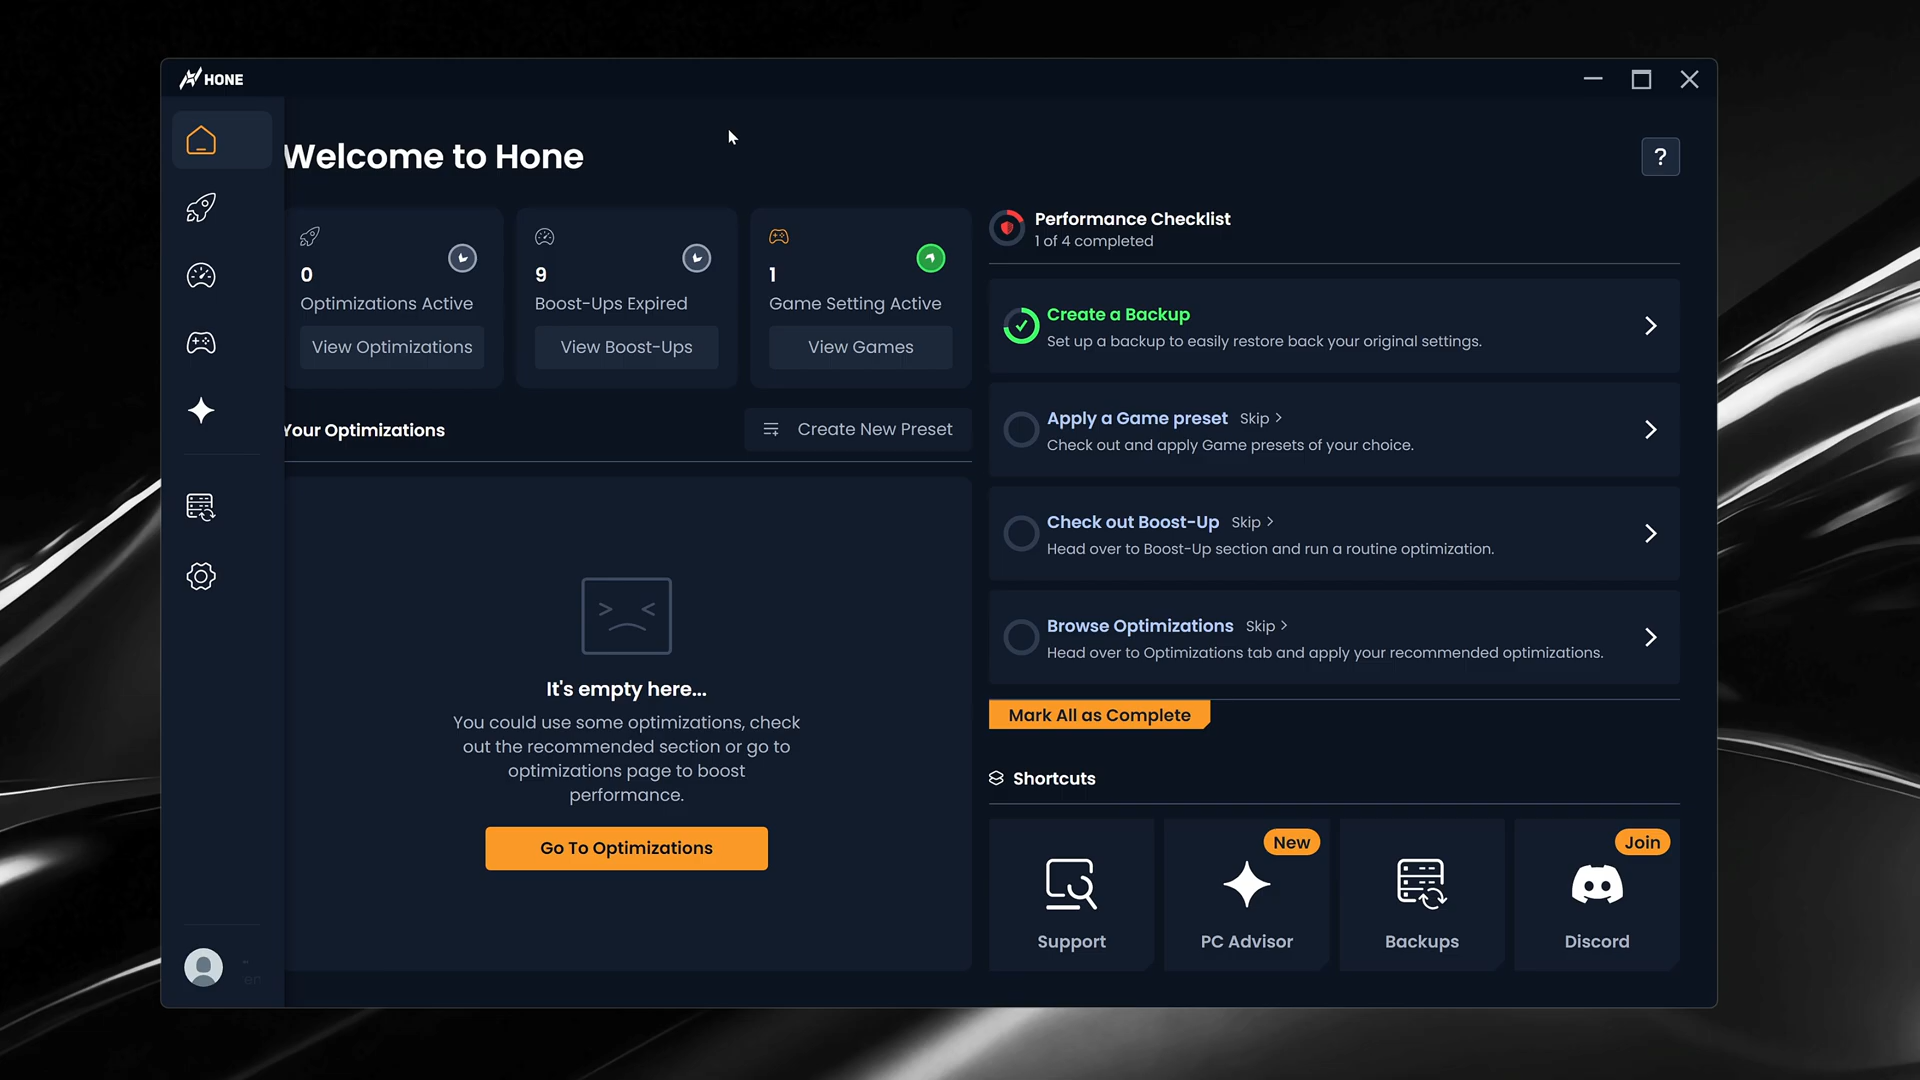 HONE
Welcome to Hone
?
0
Optimizations Active
View Optimizations
9
Boost-Ups Expired
View Boost-Ups
1
Game Setting Active
View Games
Your Optimizations
Create New Preset
> <
It's empty here...
You could use some optimizations, check
out the recommended section or go to
optimizations page to boost
performance.
Go To Optimizations
Performance Checklist
1 of 4 completed
Create a Backup
Set up a backup to easily restore back your original settings.
Apply a Game preset Skip >
Check out and apply Game presets of your choice.
Check out Boost-Up Skip >
Head over to Boost-Up section and run a routine optimization.
Browse Optimizations Skip >
Head over to Optimizations tab and apply your recommended optimizations.
Mark All as Complete
Shortcuts
Support
New
PC Advisor
Backups
Join
Discord